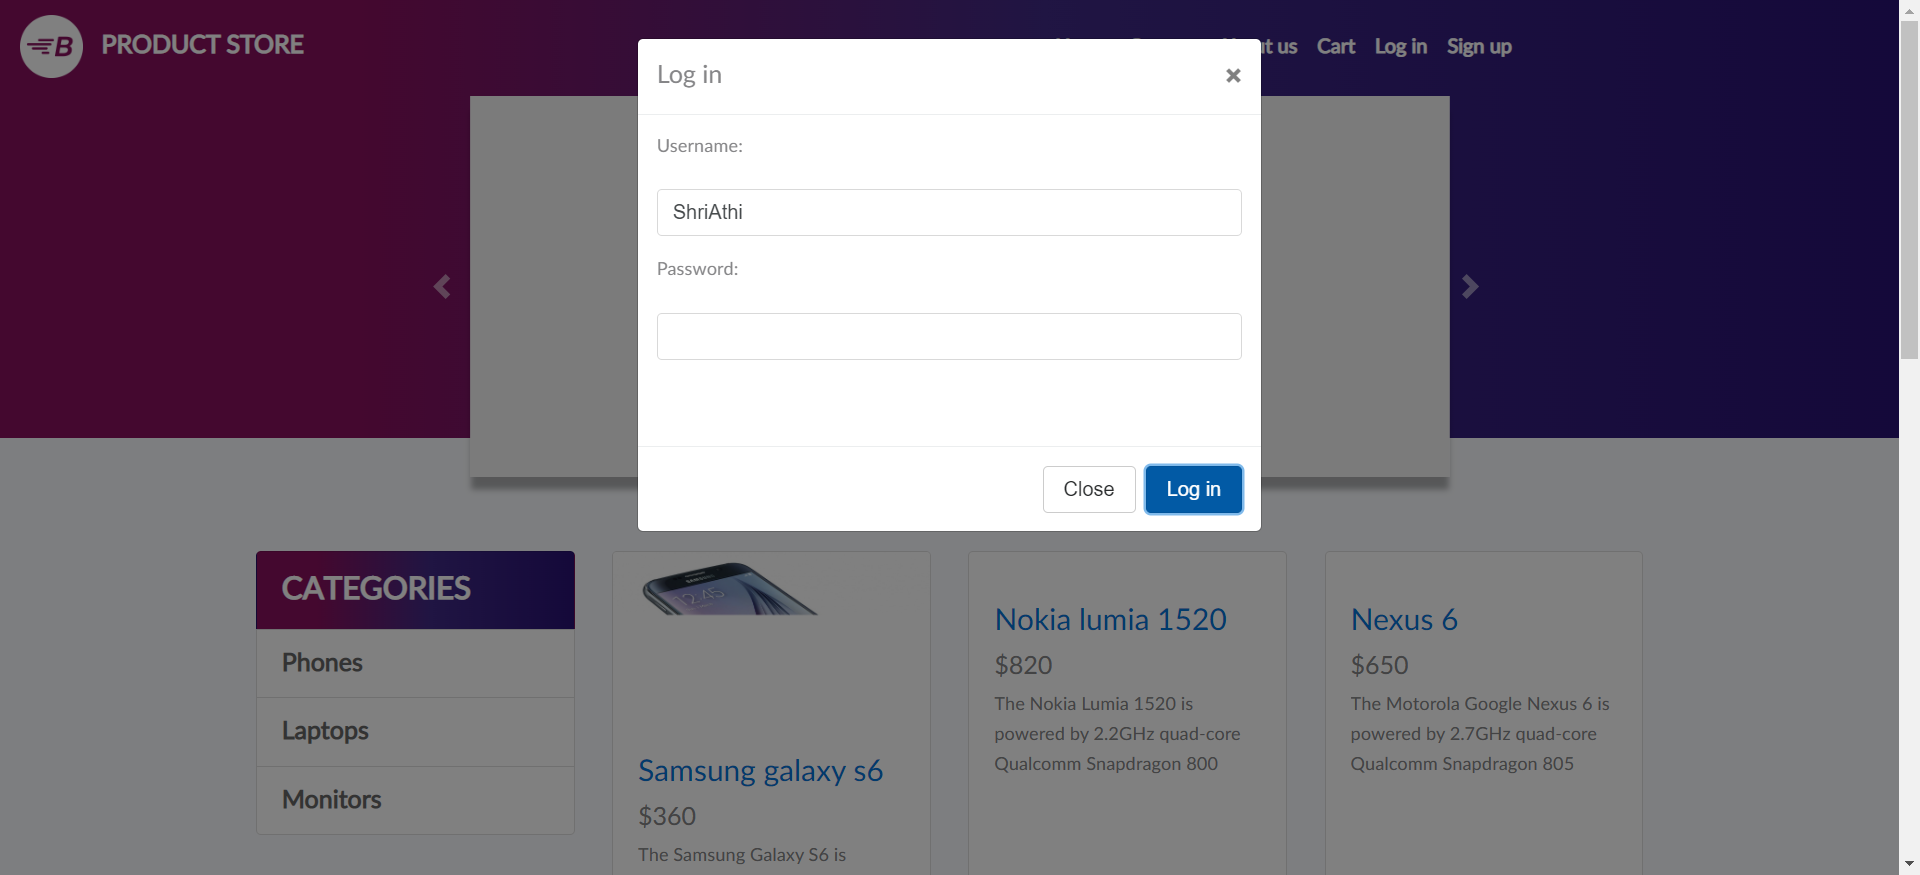 B PRODUCT STORE
t us Cart Log in Sign up
Log in
Username:
ShriAthi
Password:
Close Log in
CATEGORIES
Phones
Laptops
Monitors
SAMSUNG
12:45
Samsung galaxy s6
$360
The Samsung Galaxy S6 is
Nokia lumia 1520
$820
The Nokia Lumia 1520 is
powered by 2.2GHz quad-core
Qualcomm Snapdragon 800
Nexus 6
$650
The Motorola Google Nexus 6 is
powered by 2.7GHz quad-core
Qualcomm Snapdragon 805